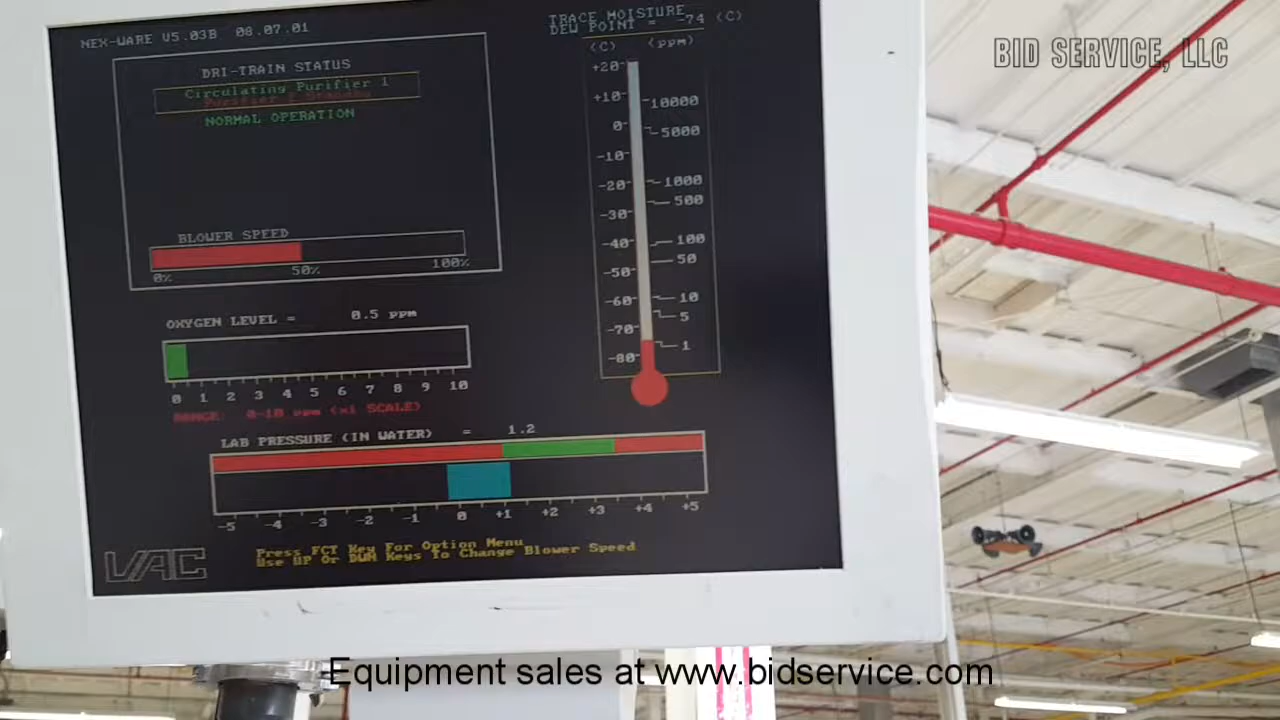 NEX-WARE V5.03B 08.07.01
TRACE MOISTURE
DEW POINT = -74 (C)
(C) (ppm)
BID SERVICE, LLC
DRI-TRAIN STATUS
Circulating Purifier 1
NORMAL OPERATION
BLOWER SPEED
0% 50% 100%
+20
+10
0
-10
-20
-30
-40
-50
-60
-70
-80
10000
5000
1000
500
100
50
10
5
1
OXYGEN LEVEL = 0.5 ppm
0 1 2 3 4 5 6 7 8 9 10
RANGE: 0-10 ppm (x1 SCALE)
LAB PRESSURE (IN WATER) = 1.2
-5 -4 -3 -2 -1 0 +1 +2 +3 +4 +5
VAC
Press FCT Key For Option Menu
Use UP Or DWN Keys To Change Blower Speed
Equipment sales at www.bidservice.com